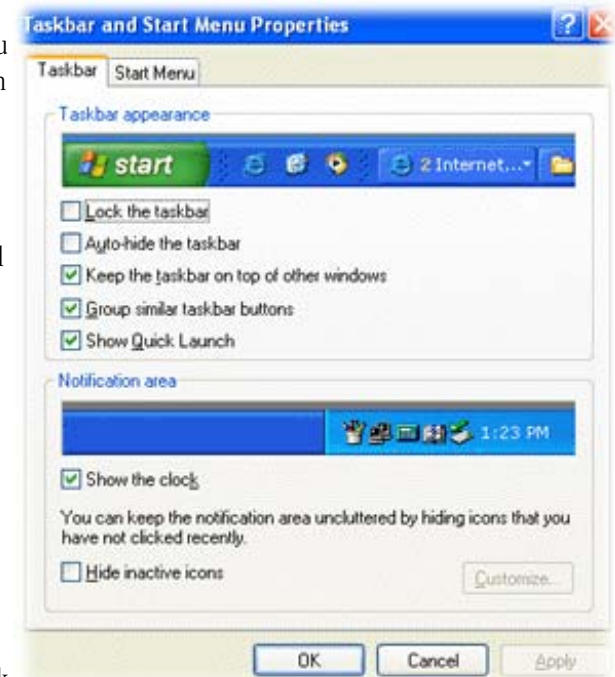 Taskbar and Start Menu Properties
Taskbar Start Menu
Taskbar appearance
start 2 Internet,...
Lock the taskbar
Auto-hide the taskbar
Keep the taskbar on top of other windows
Group similar taskbar buttons
Show Quick Launch
Notification area
1:23 PM
Show the clock
You can keep the notification area uncluttered by hiding icons that you
have not clicked recently.
Hide inactive icons
Customize...
OK Cancel Apply